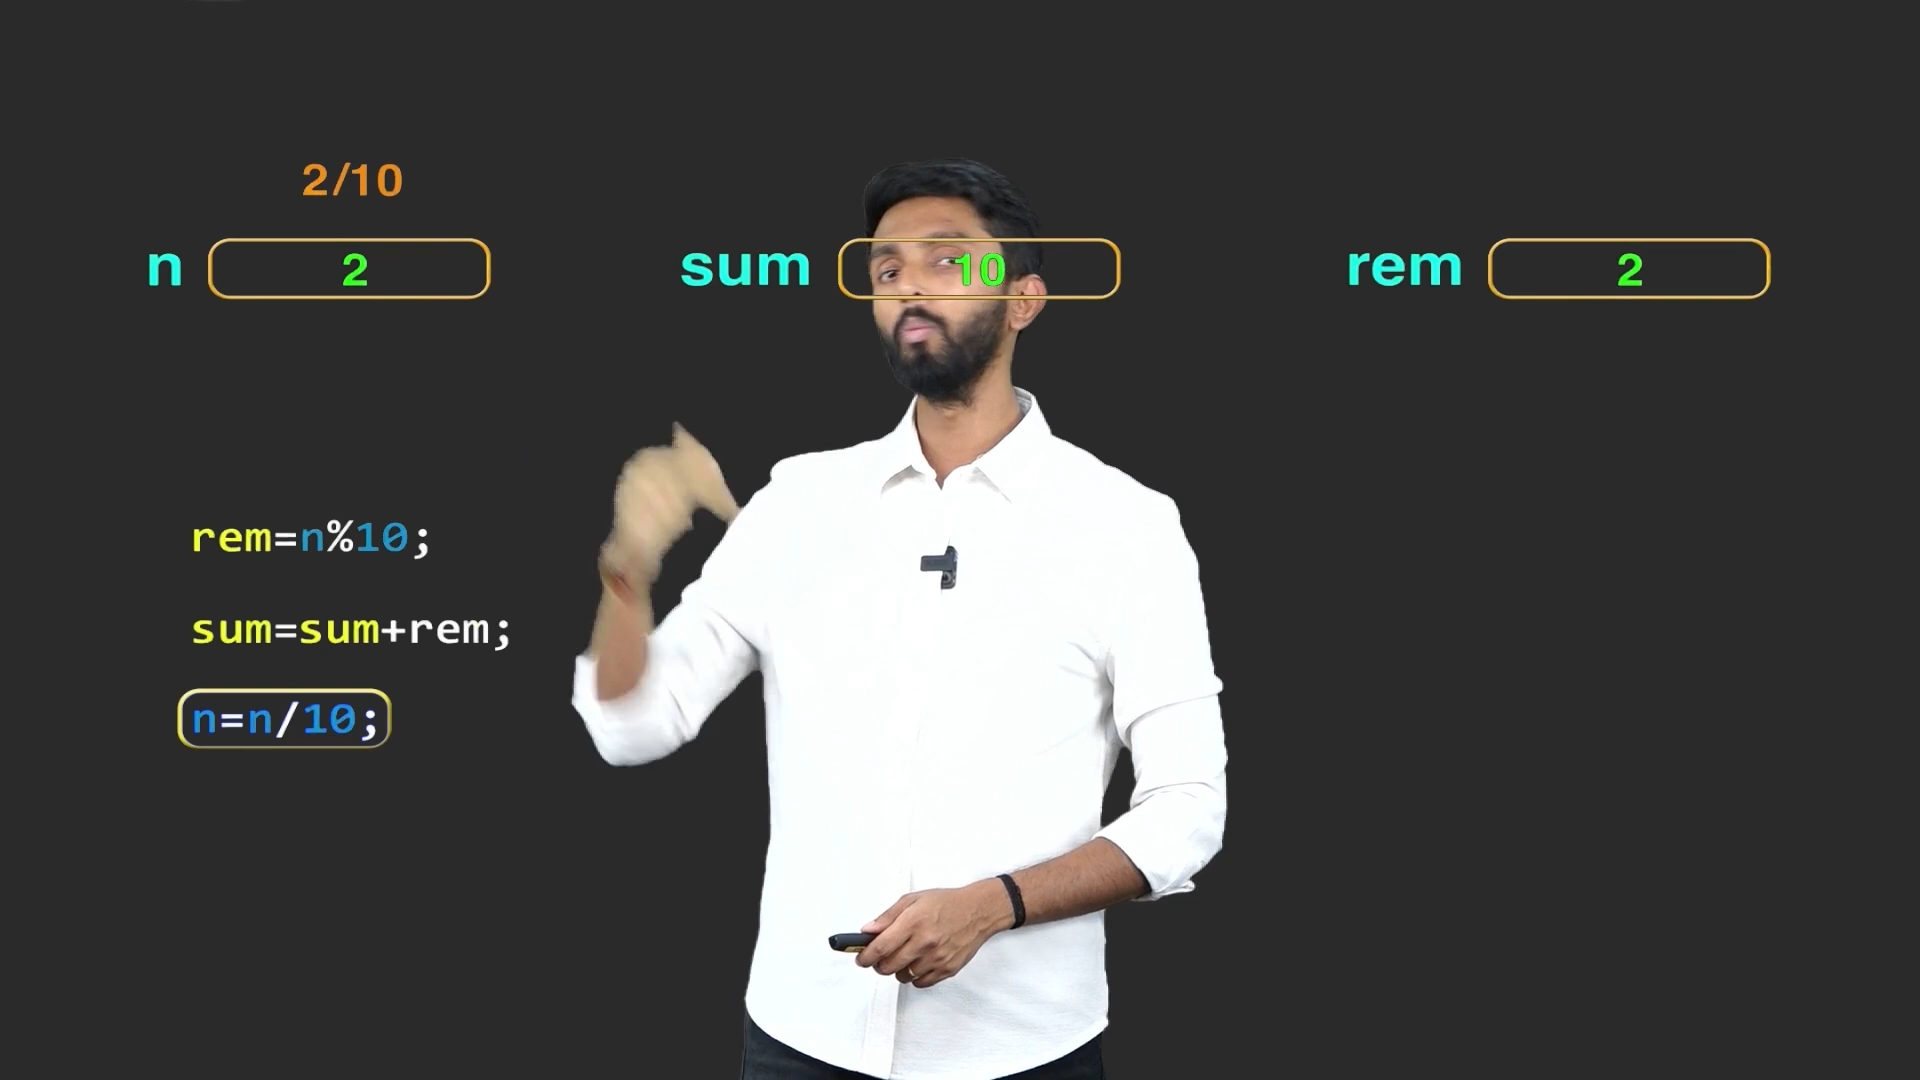 2/10
n 2 sum 10 rem 2
rem=n%10;
sum=sum+rem;
n=n/10;